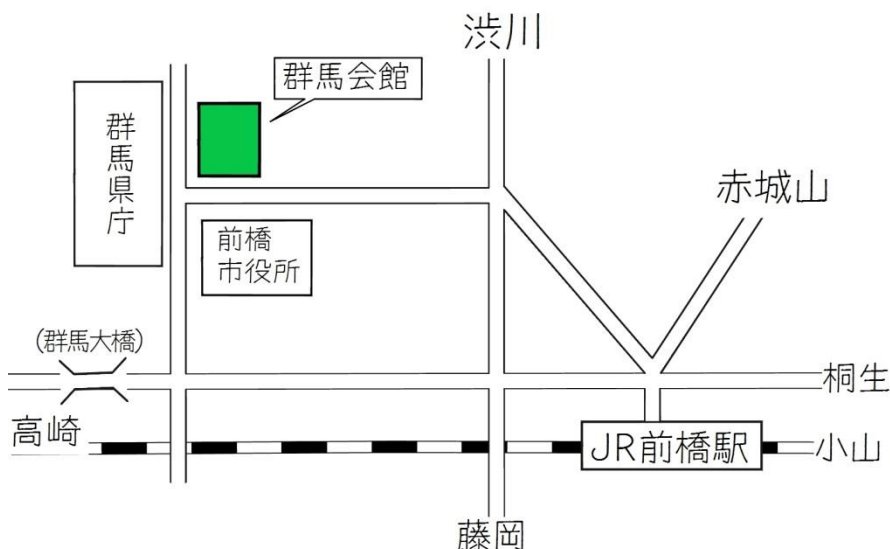 渋川
群馬会館
群馬県庁
赤城山
前橋
市役所
(群馬大橋)
桐生
高崎
JR前橋駅
小山
藤岡